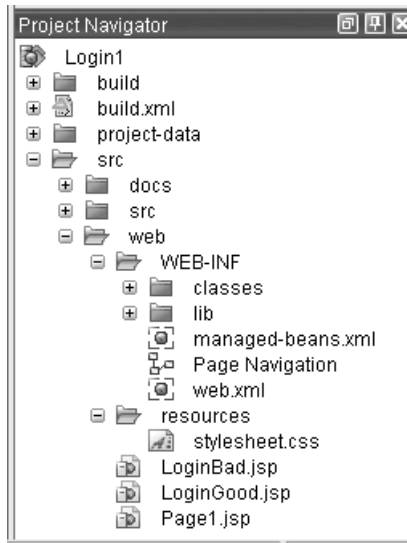 Project Navigator
Login1
build
build.xml
project-data
src
docs
src
web
WEB-INF
classes
lib
managed-beans.xml
Page Navigation
web.xml
resources
stylesheet.css
LoginBad.jsp
LoginGood.jsp
Page1.jsp